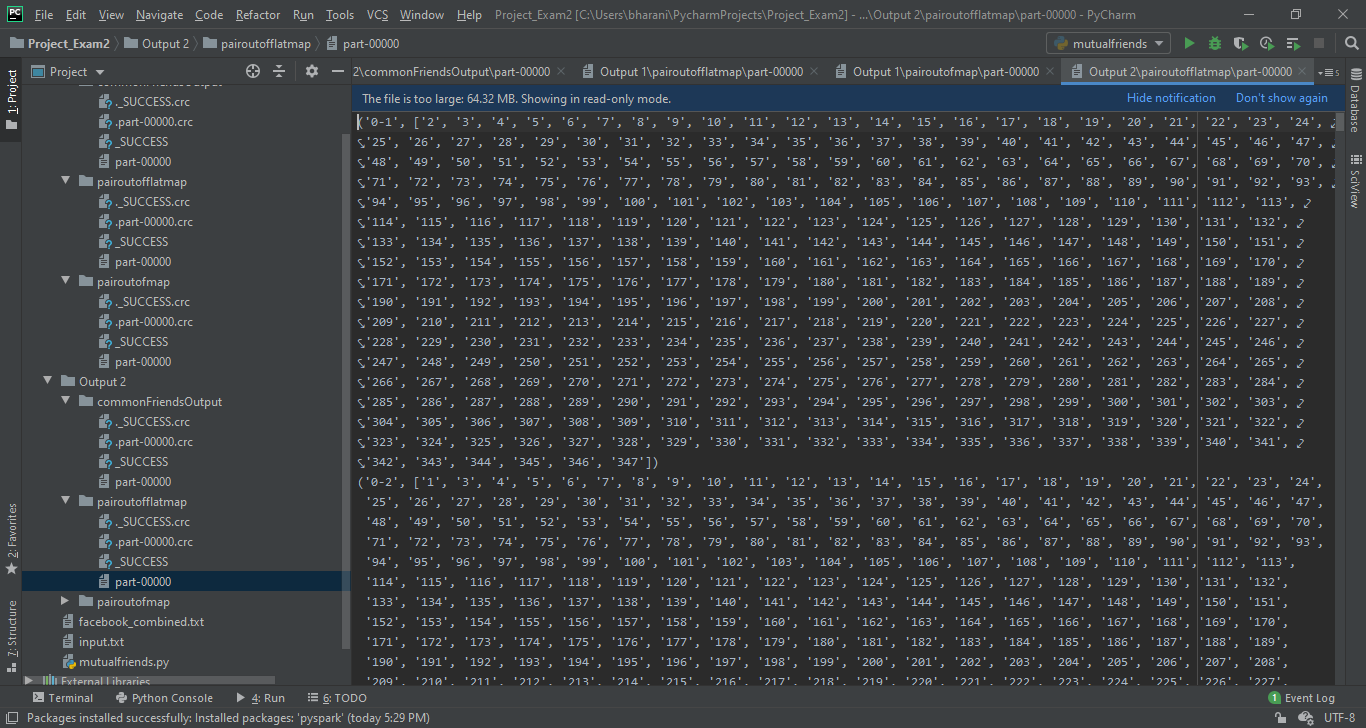 PC File Edit View Navigate Code Refactor Run Tools VCS Window Help Project_Exam2 [C:\Users\bharani\PycharmProjects\Project_Exam2] - ...\Output 2\pairoutofflatmap\part-00000 - PyCharm
Project_Exam2 Output 2 pairoutofflatmap part-00000 mutualfriends
Project 2\commonFriendsOutput\part-00000 Output 1\pairoutofflatmap\part-00000 Output 1\pairoutofmap\part-00000 Output 2\pairoutofflatmap\part-00000
1: Project
2: Favorites
7: Structure
commonFriendsOutput
._SUCCESS.crc
.part-00000.crc
_SUCCESS
part-00000
pairoutofflatmap
._SUCCESS.crc
.part-00000.crc
_SUCCESS
part-00000
pairoutofmap
._SUCCESS.crc
.part-00000.crc
_SUCCESS
part-00000
Output 2
commonFriendsOutput
._SUCCESS.crc
.part-00000.crc
_SUCCESS
part-00000
pairoutofflatmap
._SUCCESS.crc
.part-00000.crc
_SUCCESS
part-00000
pairoutofmap
facebook_combined.txt
input.txt
mutualfriends.py
External Libraries
The file is too large: 64.32 MB. Showing in read-only mode. Hide notification Don't show again
('0-1', ['2', '3', '4', '5', '6', '7', '8', '9', '10', '11', '12', '13', '14', '15', '16', '17', '18', '19', '20', '21', '22', '23', '24',
'25', '26', '27', '28', '29', '30', '31', '32', '33', '34', '35', '36', '37', '38', '39', '40', '41', '42', '43', '44', '45', '46', '47',
'48', '49', '50', '51', '52', '53', '54', '55', '56', '57', '58', '59', '60', '61', '62', '63', '64', '65', '66', '67', '68', '69', '70',
'71', '72', '73', '74', '75', '76', '77', '78', '79', '80', '81', '82', '83', '84', '85', '86', '87', '88', '89', '90', '91', '92', '93',
'94', '95', '96', '97', '98', '99', '100', '101', '102', '103', '104', '105', '106', '107', '108', '109', '110', '111', '112', '113',
'114', '115', '116', '117', '118', '119', '120', '121', '122', '123', '124', '125', '126', '127', '128', '129', '130', '131', '132',
'133', '134', '135', '136', '137', '138', '139', '140', '141', '142', '143', '144', '145', '146', '147', '148', '149', '150', '151',
'152', '153', '154', '155', '156', '157', '158', '159', '160', '161', '162', '163', '164', '165', '166', '167', '168', '169', '170',
'171', '172', '173', '174', '175', '176', '177', '178', '179', '180', '181', '182', '183', '184', '185', '186', '187', '188', '189',
'190', '191', '192', '193', '194', '195', '196', '197', '198', '199', '200', '201', '202', '203', '204', '205', '206', '207', '208',
'209', '210', '211', '212', '213', '214', '215', '216', '217', '218', '219', '220', '221', '222', '223', '224', '225', '226', '227',
'228', '229', '230', '231', '232', '233', '234', '235', '236', '237', '238', '239', '240', '241', '242', '243', '244', '245', '246',
'247', '248', '249', '250', '251', '252', '253', '254', '255', '256', '257', '258', '259', '260', '261', '262', '263', '264', '265',
'266', '267', '268', '269', '270', '271', '272', '273', '274', '275', '276', '277', '278', '279', '280', '281', '282', '283', '284',
'285', '286', '287', '288', '289', '290', '291', '292', '293', '294', '295', '296', '297', '298', '299', '300', '301', '302', '303',
'304', '305', '306', '307', '308', '309', '310', '311', '312', '313', '314', '315', '316', '317', '318', '319', '320', '321', '322',
'323', '324', '325', '326', '327', '328', '329', '330', '331', '332', '333', '334', '335', '336', '337', '338', '339', '340', '341',
'342', '343', '344', '345', '346', '347'])
('0-2', ['1', '3', '4', '5', '6', '7', '8', '9', '10', '11', '12', '13', '14', '15', '16', '17', '18', '19', '20', '21', '22', '23', '24',
'25', '26', '27', '28', '29', '30', '31', '32', '33', '34', '35', '36', '37', '38', '39', '40', '41', '42', '43', '44', '45', '46', '47',
'48', '49', '50', '51', '52', '53', '54', '55', '56', '57', '58', '59', '60', '61', '62', '63', '64', '65', '66', '67', '68', '69', '70',
'71', '72', '73', '74', '75', '76', '77', '78', '79', '80', '81', '82', '83', '84', '85', '86', '87', '88', '89', '90', '91', '92', '93',
'94', '95', '96', '97', '98', '99', '100', '101', '102', '103', '104', '105', '106', '107', '108', '109', '110', '111', '112', '113',
'114', '115', '116', '117', '118', '119', '120', '121', '122', '123', '124', '125', '126', '127', '128', '129', '130', '131', '132',
'133', '134', '135', '136', '137', '138', '139', '140', '141', '142', '143', '144', '145', '146', '147', '148', '149', '150', '151',
'152', '153', '154', '155', '156', '157', '158', '159', '160', '161', '162', '163', '164', '165', '166', '167', '168', '169', '170',
'171', '172', '173', '174', '175', '176', '177', '178', '179', '180', '181', '182', '183', '184', '185', '186', '187', '188', '189',
'190', '191', '192', '193', '194', '195', '196', '197', '198', '199', '200', '201', '202', '203', '204', '205', '206', '207', '208',
'209', '210', '211', '212', '213', '214', '215', '216', '217', '218', '219', '220', '221', '222', '223', '224', '225', '226', '227',
Database
SciView
Terminal Python Console 4: Run 6: TODO 1 Event Log
Packages installed successfully: Installed packages: 'pyspark' (today 5:29 PM) UTF-8